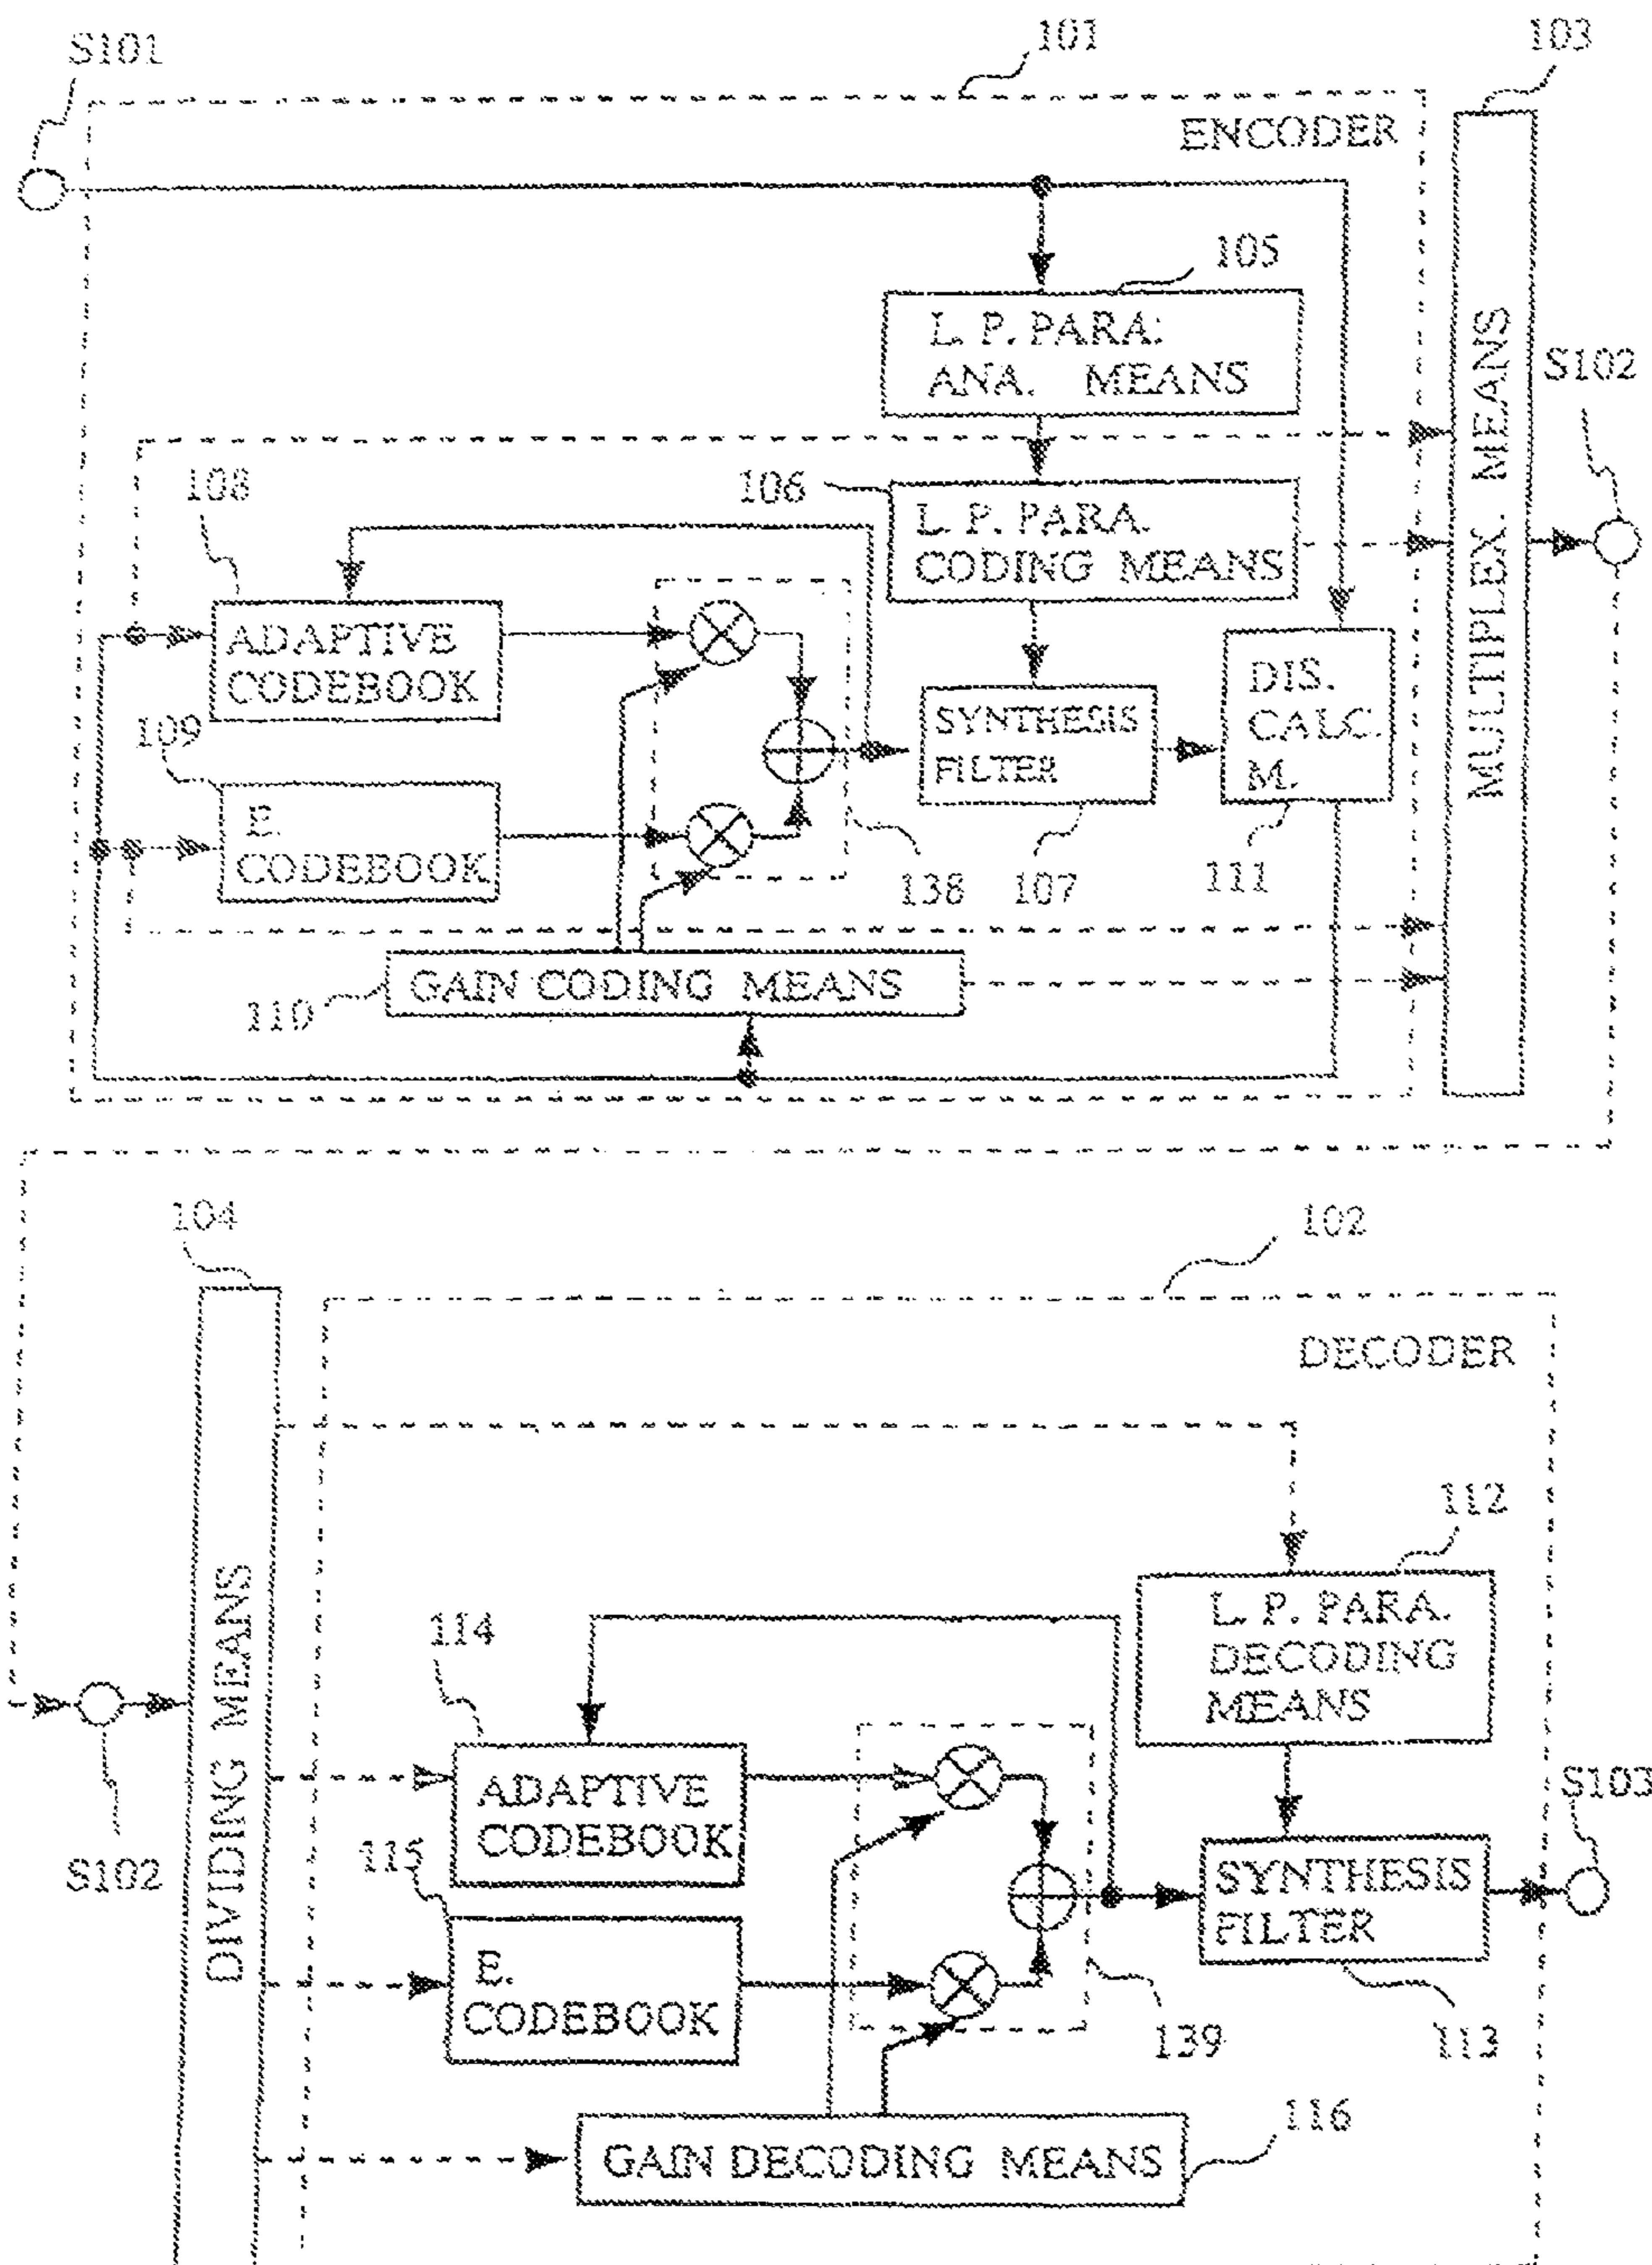 S101
101
103
ENCODER
105
L. P. PARA.
ANA. MEANS
MULTIPLEX. MEANS
S102
108
106
L. P. PARA.
CODING MEANS
ADAPTIVE
CODEBOOK
109
SYNTHESIS
FILTER
DIS.
CALC.
M.
E.
CODEBOOK
138
107
111
110
GAIN CODING MEANS
104
102
DECODER
112
L. P. PARA.
DECODING
MEANS
114
DIVIDING MEANS
ADAPTIVE
CODEBOOK
S103
115
S102
SYNTHESIS
FILTER
E.
CODEBOOK
139
113
116
GAIN DECODING MEANS